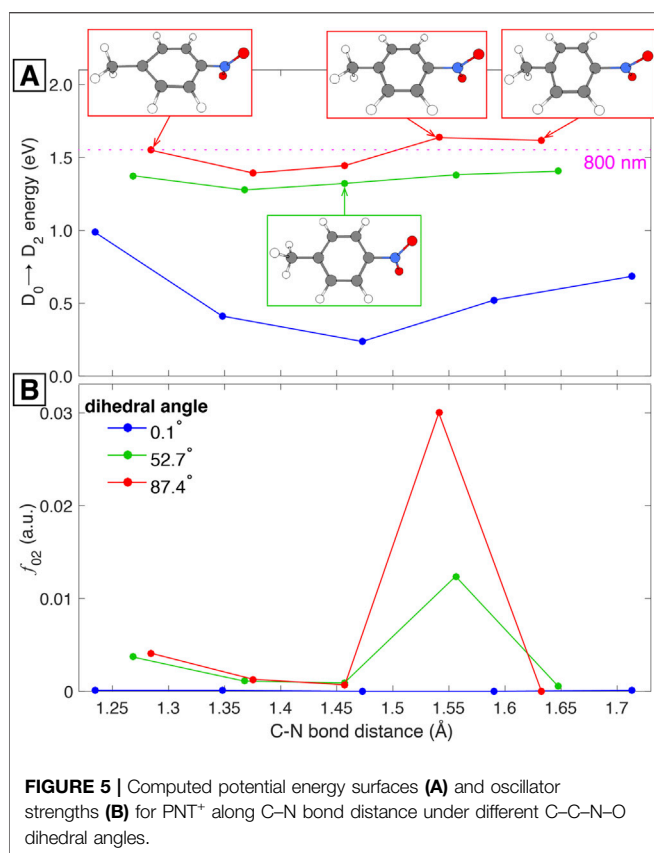 A
2.0
1.5
1.0
0.5
0.0
D₀⟶ D₂ energy (eV)
800 nm
B
dihedral angle
0.1°
52.7°
87.4°
0.03
0.02
0.01
0
f₀₂ (a.u.)
1.25 1.3 1.35 1.4 1.45 1.5 1.55 1.6 1.65 1.7
C-N bond distance (Å)
FIGURE 5 | Computed potential energy surfaces (A) and oscillator
strengths (B) for PNT⁺ along C–N bond distance under different C–C–N–O
dihedral angles.